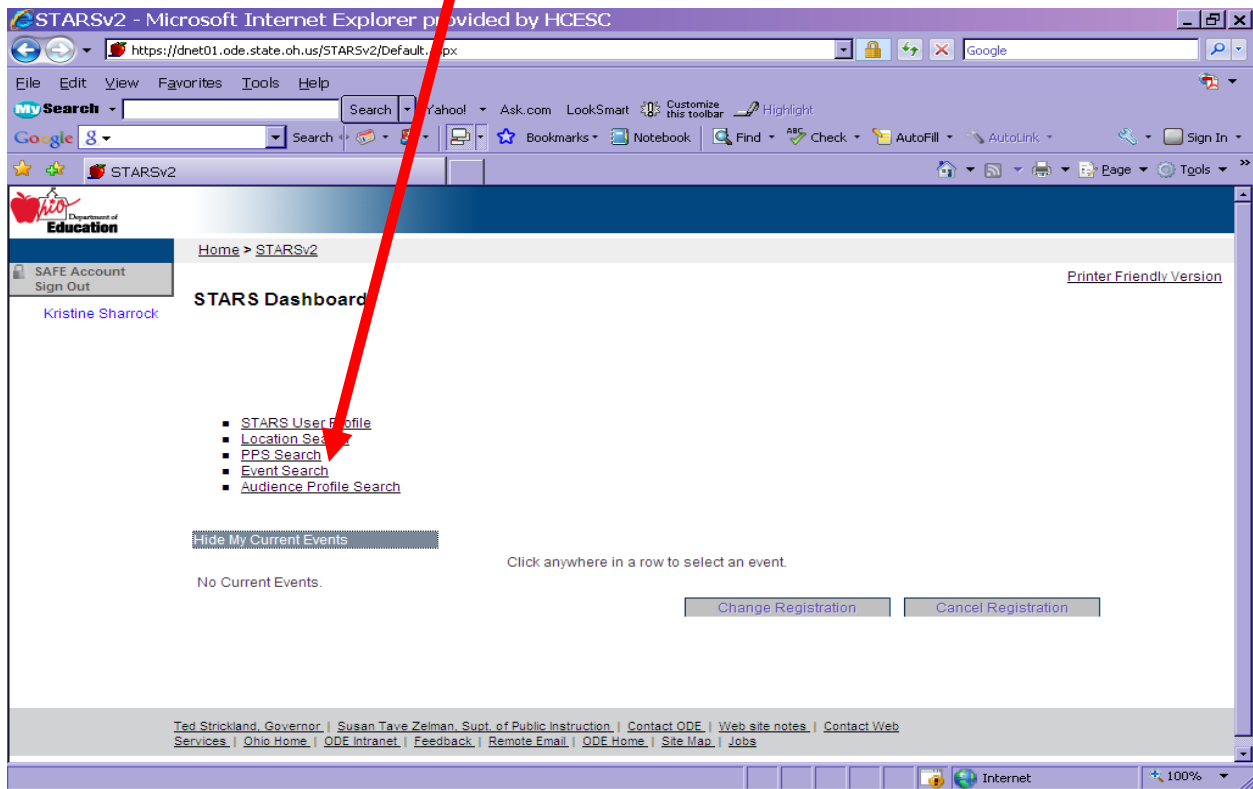 STARSv2 - Microsoft Internet Explorer provided by HCESC
https://dnet01.ode.state.oh.us/STARSv2/Default.aspx Google
File Edit View Favorites Tools Help
My Search Search Yahoo! Ask.com LookSmart Customize this toolbar Highlight
Google Search Bookmarks Notebook Find Check AutoFill AutoLink Sign In
STARSv2 Page Tools
Ohio
Department of
Education
Home > STARSv2
SAFE Account
Sign Out
Printer Friendly Version
Kristine Sharrock
STARS Dashboard
STARS User Profile
Location Search
PPS Search
Event Search
Audience Profile Search
Hide My Current Events
Click anywhere in a row to select an event.
No Current Events.
Change Registration Cancel Registration
Ted Strickland, Governor | Susan Tave Zelman, Supt. of Public Instruction | Contact ODE | Web site notes | Contact Web
Services | Ohio Home | ODE Intranet | Feedback | Remote Email | ODE Home | Site Map | Jobs
Internet 100%